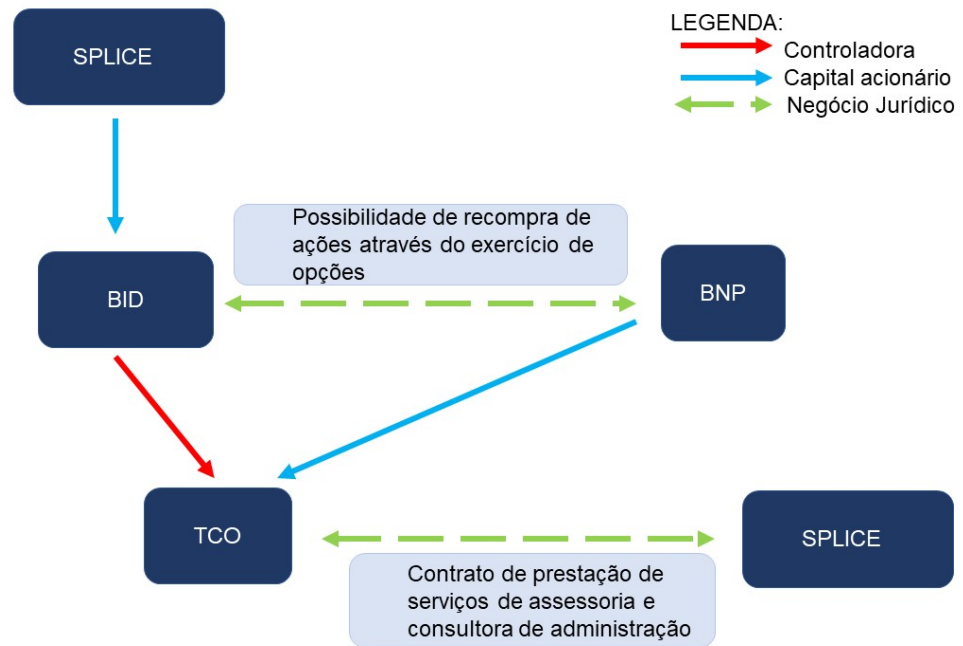 SPLICE
LEGENDA:
Controladora
Capital acionário
Negócio Jurídico
Possibilidade de recompra de
ações através do exercício de
opções
BID
BNP
TCO
SPLICE
Contrato de prestação de
serviços de assessoria e
consultora de administração